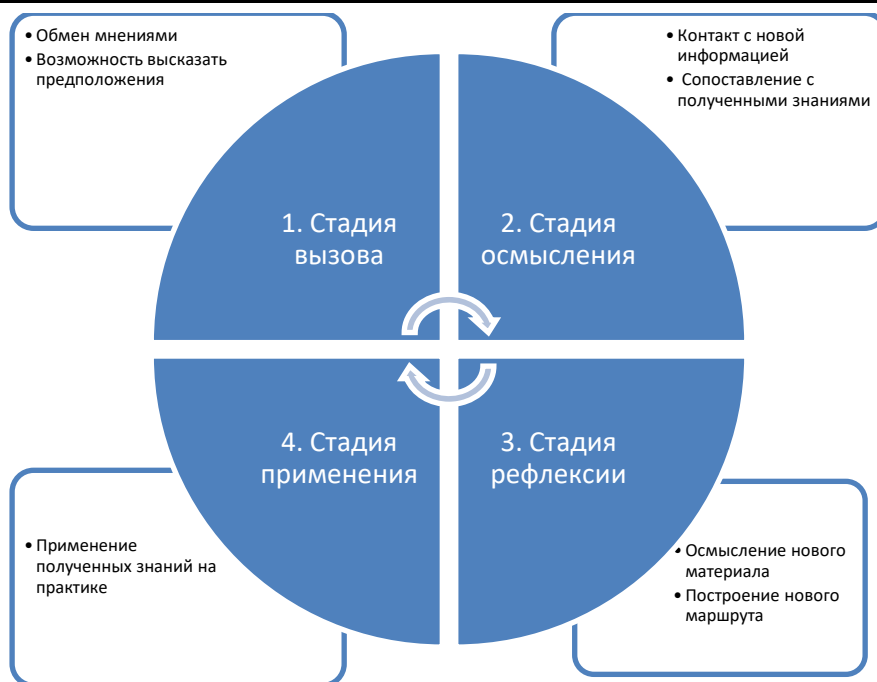 • Обмен мнениями
• Возможность высказать
предположения
• Контакт с новой
информацией
• Сопоставление с
полученными знаниями
1. Стадия
вызова
2. Стадия
осмысления
4. Стадия
применения
3. Стадия
рефлексии
• Применение
полученных знаний на
практике
• Осмысление нового
материала
• Построение нового
маршрута